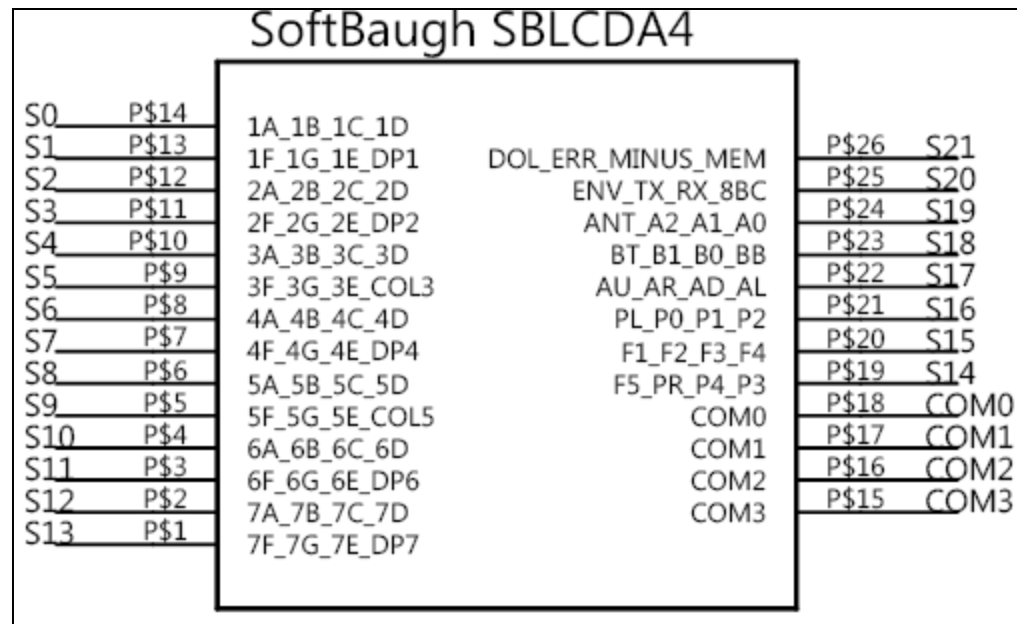 SoftBaugh SBLCDA4
S0 P$14 1A_1B_1C_1D
S1 P$13 1F_1G_1E_DP1
S2 P$12 2A_2B_2C_2D
S3 P$11 2F_2G_2E_DP2
S4 P$10 3A_3B_3C_3D
S5 P$9 3F_3G_3E_COL3
S6 P$8 4A_4B_4C_4D
S7 P$7 4F_4G_4E_DP4
S8 P$6 5A_5B_5C_5D
S9 P$5 5F_5G_5E_COL5
S10 P$4 6A_6B_6C_6D
S11 P$3 6F_6G_6E_DP6
S12 P$2 7A_7B_7C_7D
S13 P$1 7F_7G_7E_DP7
DOL_ERR_MINUS_MEM P$26 S21
ENV_TX_RX_8BC P$25 S20
ANT_A2_A1_A0 P$24 S19
BT_B1_B0_BB P$23 S18
AU_AR_AD_AL P$22 S17
PL_P0_P1_P2 P$21 S16
F1_F2_F3_F4 P$20 S15
F5_PR_P4_P3 P$19 S14
COM0 P$18 COM0
COM1 P$17 COM1
COM2 P$16 COM2
COM3 P$15 COM3